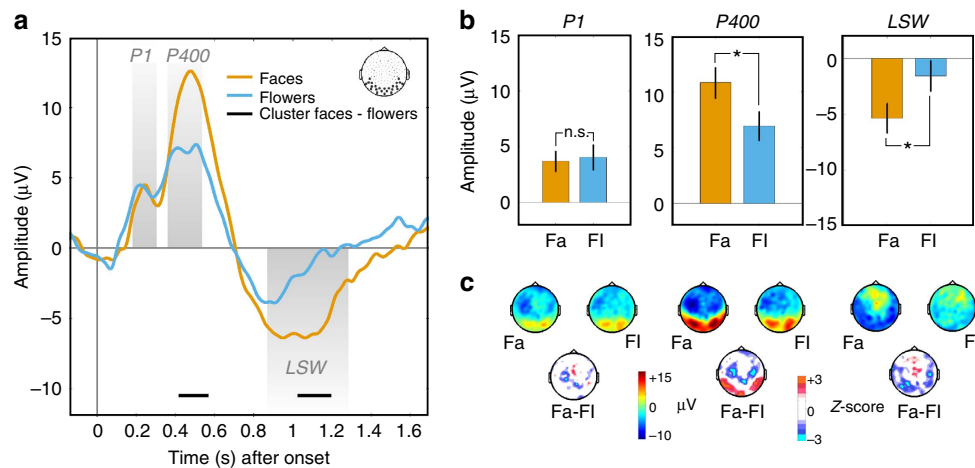 a
15
10
5
0
−5
−10
Amplitude (μV)
P1
P400
Faces
Flowers
Cluster faces - flowers
LSW
0
0.2
0.4
0.6
0.8
1
1.2
1.4
1.6
Time (s) after onset
b
P1
P400
LSW
Amplitude (μV)
15
10
5
0
n.s.
Fa
Fl
15
10
5
0
*
Fa
Fl
0
−5
−10
−15
*
Fa
Fl
c
Fa
Fl
Fa
Fl
Fa
Fl
Fa-Fl
Fa-Fl
Fa-Fl
+15
0
−10
μV
+3
0
−3
Z-score